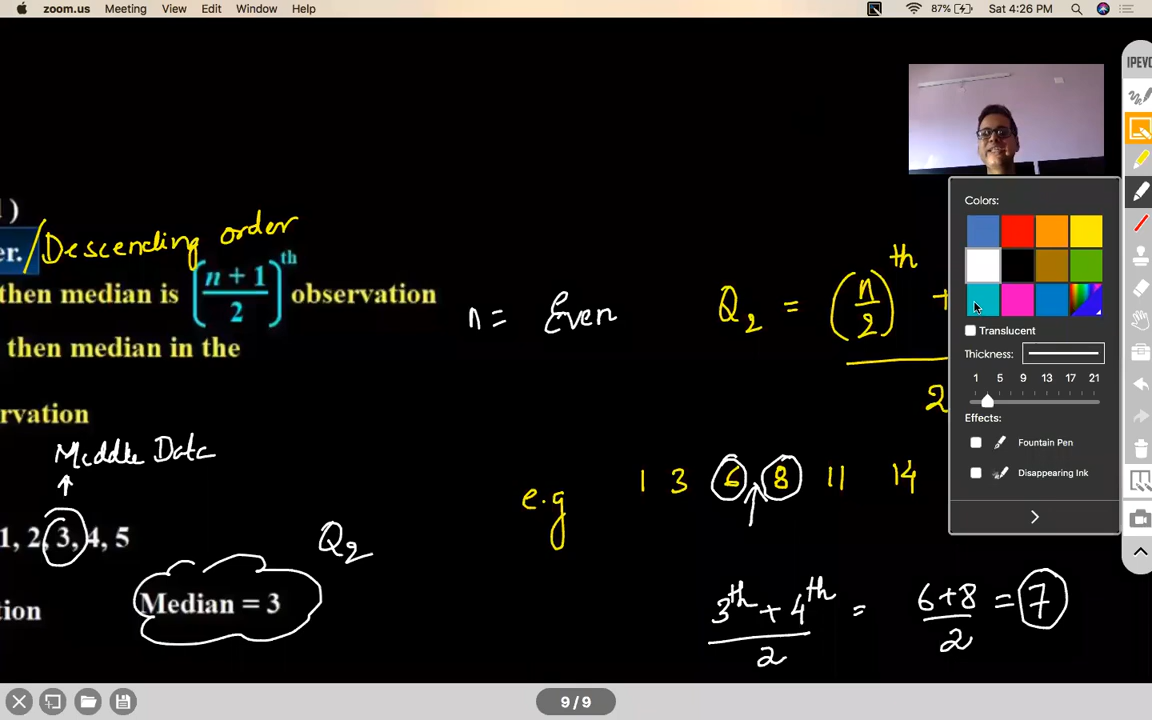 zoom.us Meeting View Edit Window Help 87% Sat 4:26 PM
IPEVO
)
er. / Descending order
then median is (n + 1 / 2)th observation
then median in the
rvation
Middle Data
1, 2, 3, 4, 5
Q2
Median = 3
tion
n = Even
Q2 = (n/2)th +
2
e.g 1 3 6 8 11 14
3th + 4th / 2 = 6+8 / 2 = 7
Colors:
Translucent
Thickness:
1 5 9 13 17 21
Effects:
Fountain Pen
Disappearing Ink
9 / 9